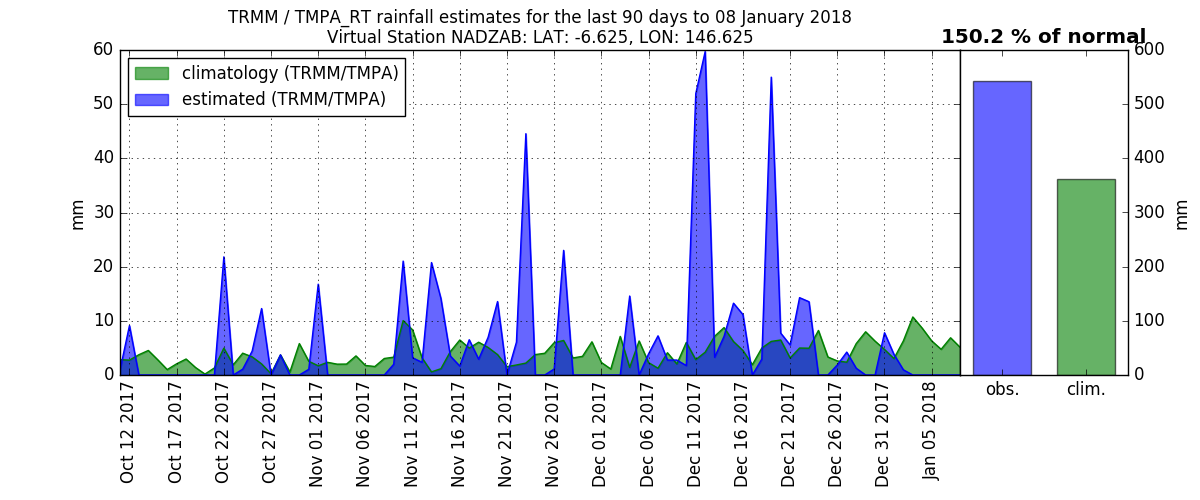 TRMM / TMPA_RT rainfall estimates for the last 90 days to 08 January 2018
Virtual Station NADZAB: LAT: -6.625, LON: 146.625
150.2 % of normal
climatology (TRMM/TMPA)
estimated (TRMM/TMPA)
mm
60
50
40
30
20
10
0
600
500
400
300
200
100
0
mm
obs.
clim.
Oct 12 2017
Oct 17 2017
Oct 22 2017
Oct 27 2017
Nov 01 2017
Nov 06 2017
Nov 11 2017
Nov 16 2017
Nov 21 2017
Nov 26 2017
Dec 01 2017
Dec 06 2017
Dec 11 2017
Dec 16 2017
Dec 21 2017
Dec 26 2017
Dec 31 2017
Jan 05 2018